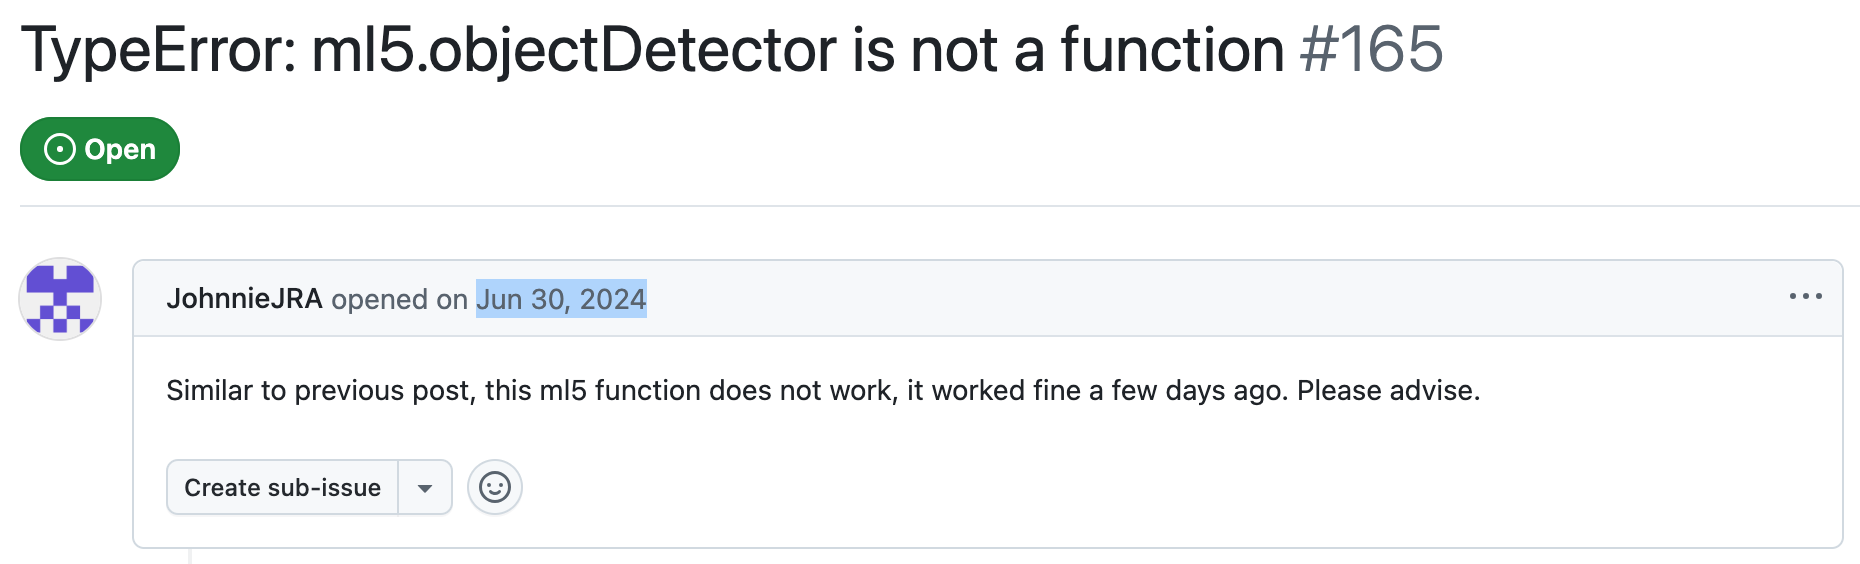 TypeError: ml5.objectDetector is not a function #165
Open
JohnnieJRA opened on Jun 30, 2024
Similar to previous post, this ml5 function does not work, it worked fine a few days ago. Please advise.
Create sub-issue